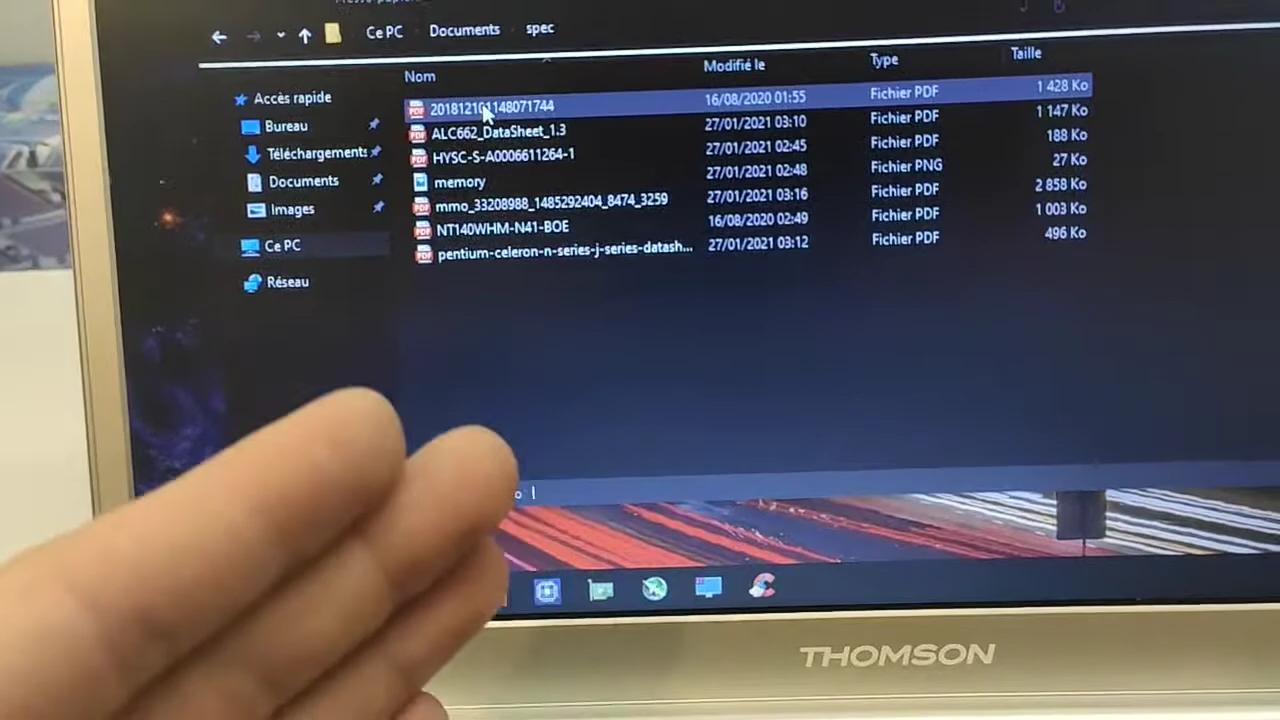 Ce PC Documents spec
Nom Modifié le Type Taille
Accès rapide
Bureau
Téléchargements
Documents
Images
Ce PC
Réseau
201812101148071744 16/08/2020 01:55 Fichier PDF 1 428 Ko
ALC662_DataSheet_1.3 27/01/2021 03:10 Fichier PDF 1 147 Ko
HYSC-S-A0006611264-1 27/01/2021 02:45 Fichier PDF 188 Ko
memory 27/01/2021 02:48 Fichier PNG 27 Ko
mmo_33208988_1485292404_8474_3259 27/01/2021 03:16 Fichier PDF 2 858 Ko
NT140WHM-N41-BOE 16/08/2020 02:49 Fichier PDF 1 003 Ko
pentium-celeron-n-series-j-series-datash... 27/01/2021 03:12 Fichier PDF 496 Ko
THOMSON